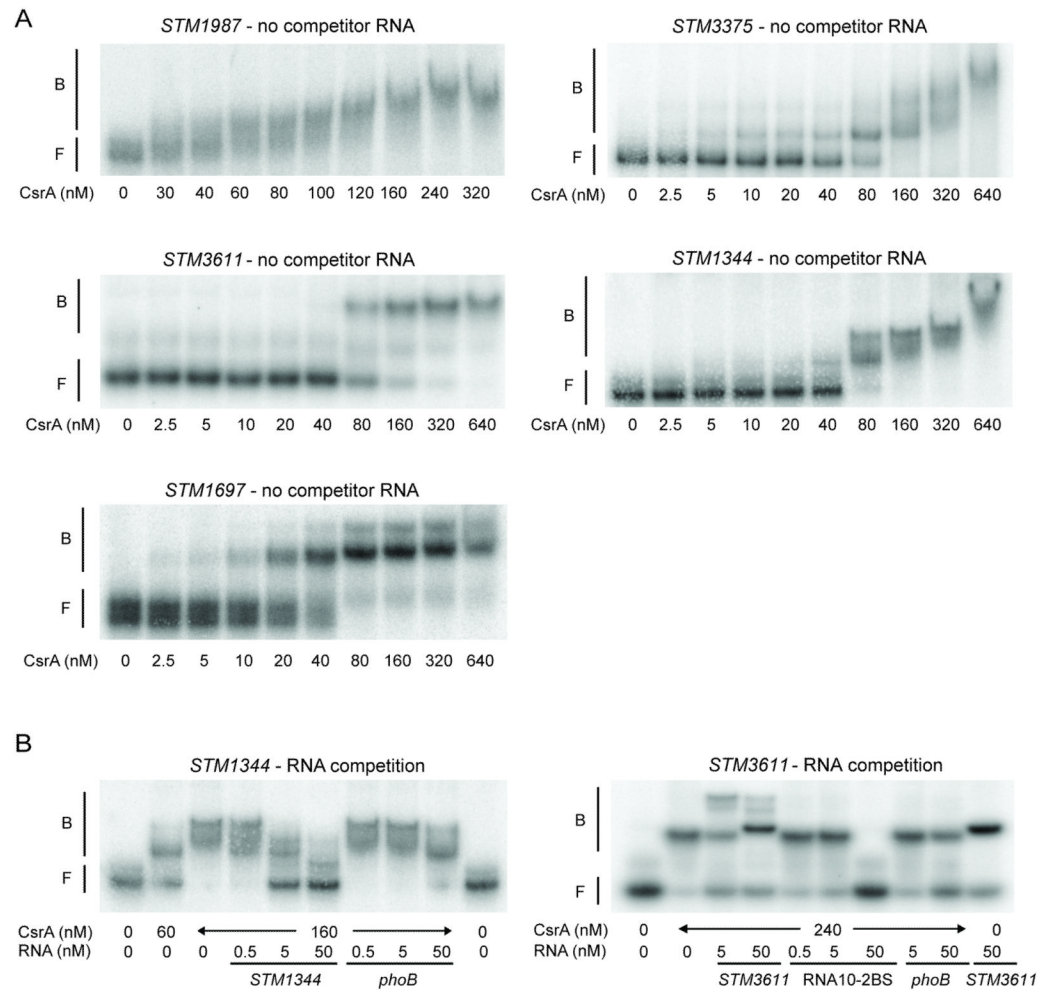 A
STM1987 - no competitor RNA
B
F
CsrA (nM) 0 30 40 60 80 100 120 160 240 320
STM3375 - no competitor RNA
B
F
CsrA (nM) 0 2.5 5 10 20 40 80 160 320 640
STM3611 - no competitor RNA
B
F
CsrA (nM) 0 2.5 5 10 20 40 80 160 320 640
STM1344 - no competitor RNA
B
F
CsrA (nM) 0 2.5 5 10 20 40 80 160 320 640
STM1697 - no competitor RNA
B
F
CsrA (nM) 0 2.5 5 10 20 40 80 160 320 640
B
STM1344 - RNA competition
B
F
CsrA (nM) 0 60 160 0
RNA (nM) 0 0 0 0.5 5 50 0.5 5 50 0
STM1344 phoB
STM3611 - RNA competition
B
F
CsrA (nM) 0 240 0
RNA (nM) 0 0 5 50 0.5 5 50 5 50 50
STM3611 RNA10-2BS phoB STM3611